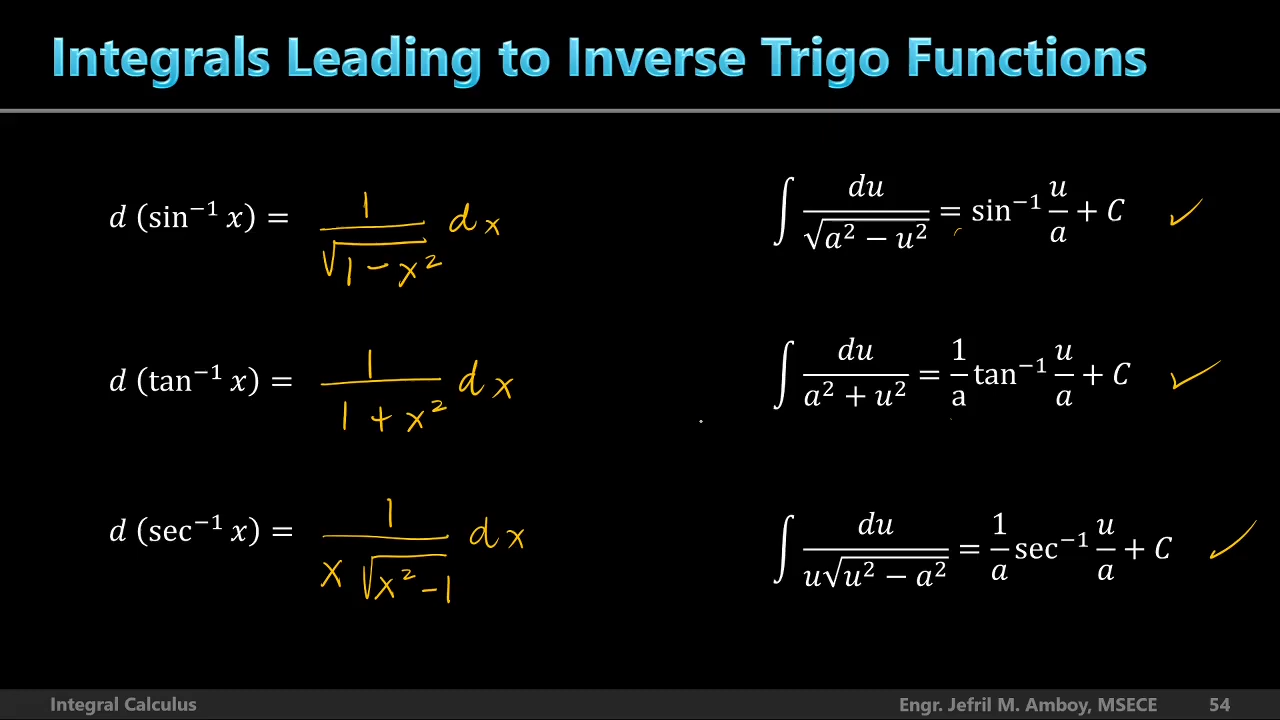 Integrals Leading to Inverse Trigo Functions
d (sin⁻¹ x) = 1/√(1 − x²) dx
∫ du/√(a² − u²) = sin⁻¹ u/a + C ✓
d (tan⁻¹ x) = 1/(1 + x²) dx
∫ du/(a² + u²) = 1/a tan⁻¹ u/a + C ✓
d (sec⁻¹ x) = 1/(x √(x² − 1)) dx
∫ du/(u√(u² − a²)) = 1/a sec⁻¹ u/a + C ✓
Integral Calculus
Engr. Jefril M. Amboy, MSECE 54